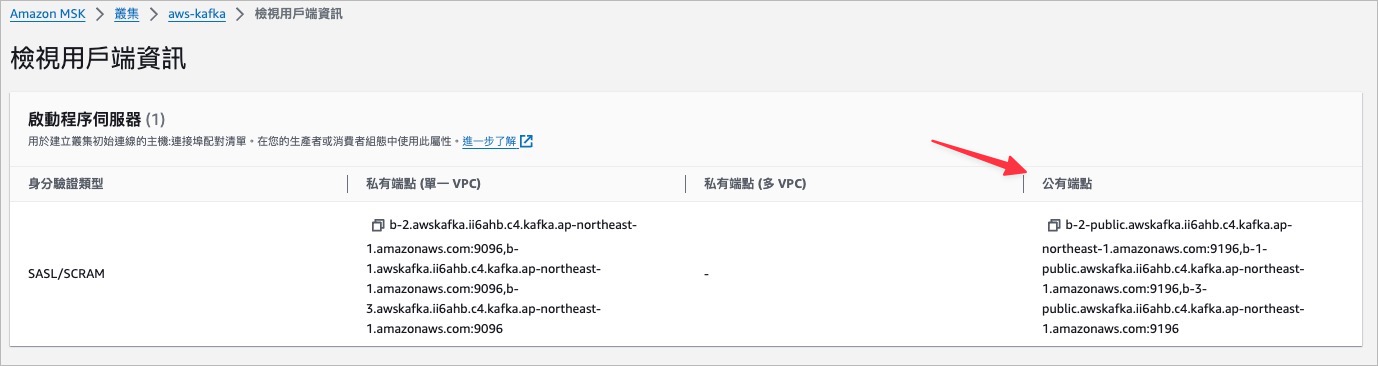 Amazon MSK > 叢集 > aws-kafka > 檢視用戶端資訊
檢視用戶端資訊
啟動程序伺服器 (1)
用於建立叢集初始連線的主機:連接埠配對清單。在您的生產者或消費者組態中使用此屬性。進一步了解
身分驗證類型
私有端點 (單一 VPC)
私有端點 (多 VPC)
公有端點
SASL/SCRAM
b-2.awskafka.ii6ahb.c4.kafka.ap-northeast-
1.amazonaws.com:9096,b-
1.awskafka.ii6ahb.c4.kafka.ap-northeast-
1.amazonaws.com:9096,b-
3.awskafka.ii6ahb.c4.kafka.ap-northeast-
1.amazonaws.com:9096
-
b-2-public.awskafka.ii6ahb.c4.kafka.ap-
northeast-1.amazonaws.com:9196,b-1-
public.awskafka.ii6ahb.c4.kafka.ap-northeast-
1.amazonaws.com:9196,b-3-
public.awskafka.ii6ahb.c4.kafka.ap-northeast-
1.amazonaws.com:9196